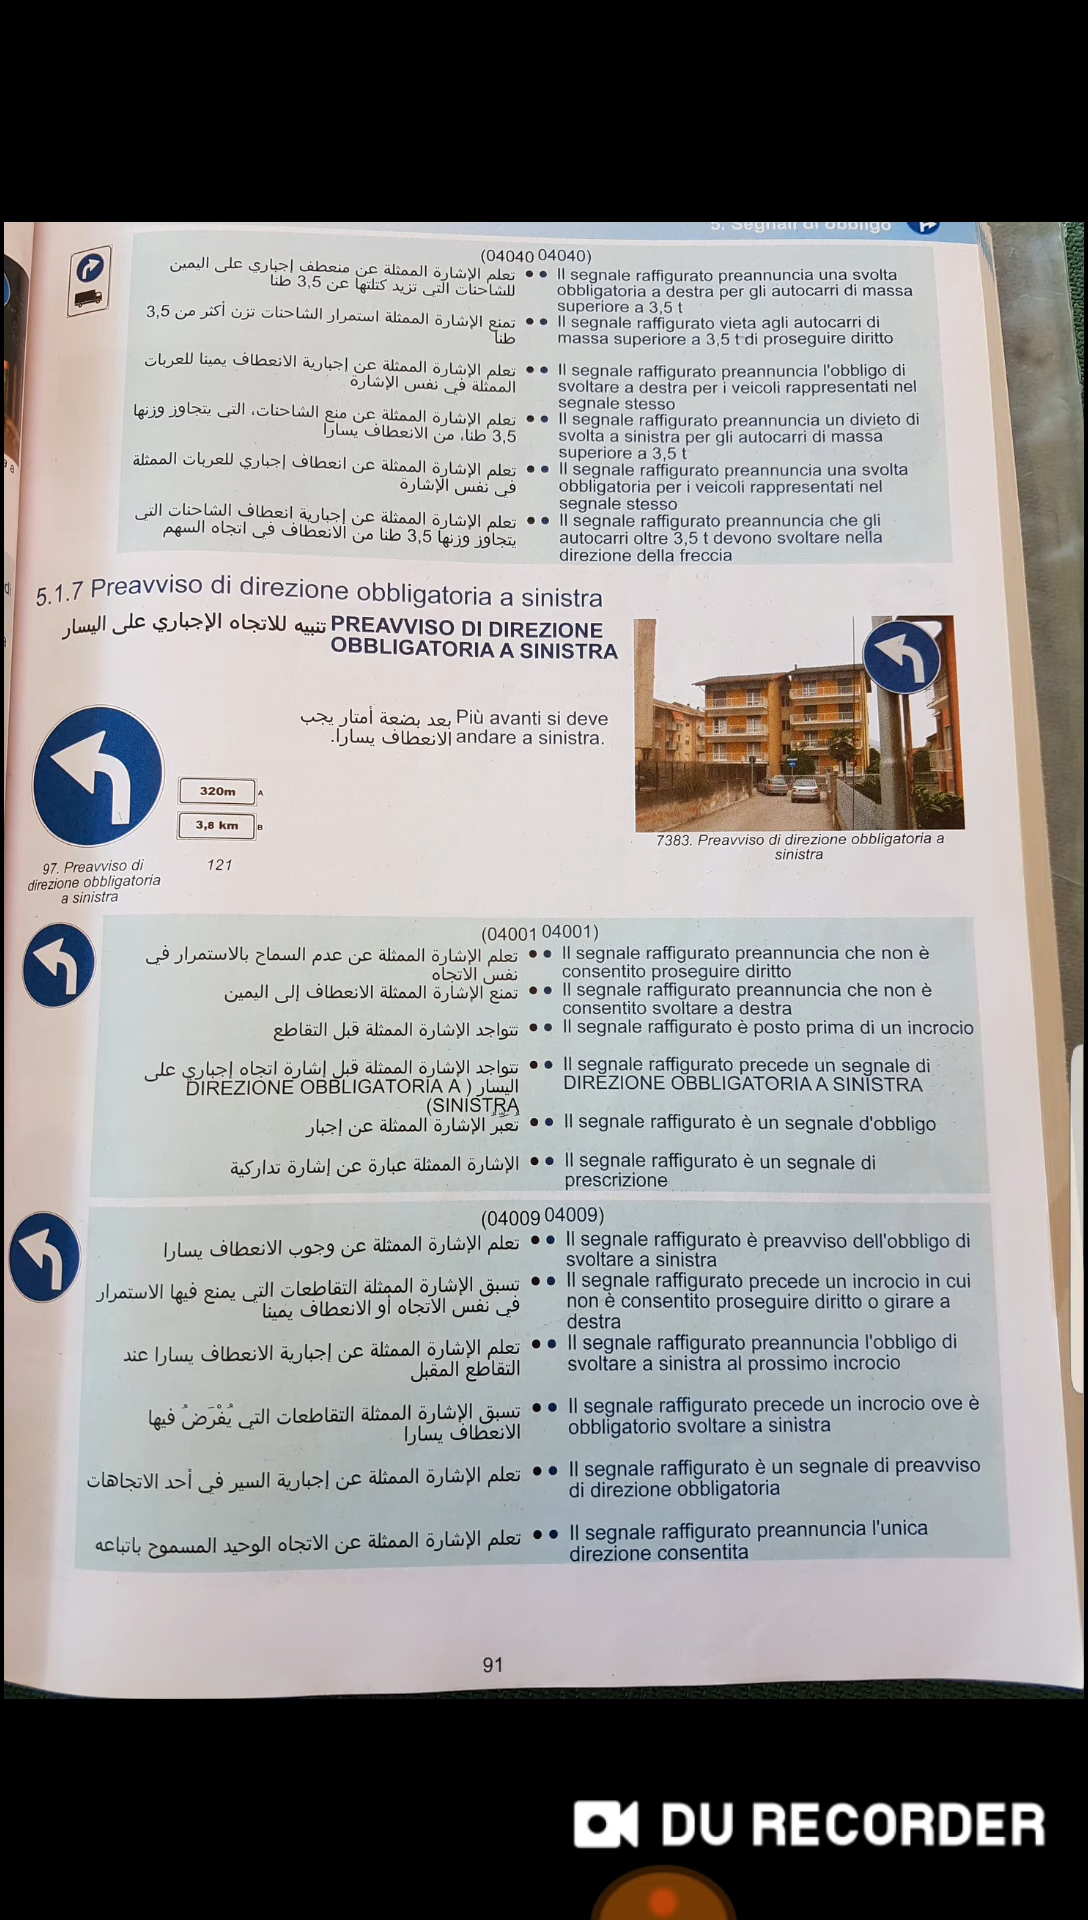 5. Segnali di obbligo
(04040 04040)
تعلم الإشارة الممثلة عن منعطف إجباري على اليمين
للشاحنات التي تزيد كتلتها عن 3,5 طنا
Il segnale raffigurato preannuncia una svolta
obbligatoria a destra per gli autocarri di massa
superiore a 3,5 t
تمنع الإشارة الممثلة استمرار الشاحنات تزن أكثر من 3,5
طنا
Il segnale raffigurato vieta agli autocarri di
massa superiore a 3,5 t di proseguire diritto
تعلم الإشارة الممثلة عن إجبارية الانعطاف يمينا للعربات
الممثلة في نفس الإشارة
Il segnale raffigurato preannuncia l'obbligo di
svoltare a destra per i veicoli rappresentati nel
segnale stesso
تعلم الإشارة الممثلة عن منع الشاحنات، التي يتجاوز وزنها
3,5 طنا، من الانعطاف يسارا
Il segnale raffigurato preannuncia un divieto di
svolta a sinistra per gli autocarri di massa
superiore a 3,5 t
تعلم الإشارة الممثلة عن انعطاف إجباري للعربات الممثلة
في نفس الإشارة
Il segnale raffigurato preannuncia una svolta
obbligatoria per i veicoli rappresentati nel
segnale stesso
تعلم الإشارة الممثلة عن إجبارية انعطاف الشاحنات التي
يتجاوز وزنها 3,5 طنا من الانعطاف في اتجاه السهم
Il segnale raffigurato preannuncia che gli
autocarri oltre 3,5 t devono svoltare nella
direzione della freccia
5.1.7 Preavviso di direzione obbligatoria a sinistra
تنبيه للاتجاه الإجباري على اليسار
PREAVVISO DI DIREZIONE
OBBLIGATORIA A SINISTRA
بعد بضعة أمتار يجب
الانعطاف يسارا.
Più avanti si deve
andare a sinistra.
320m A
3,8 km B
97. Preavviso di
direzione obbligatoria
a sinistra
121
7383. Preavviso di direzione obbligatoria a
sinistra
(04001 04001)
تعلم الإشارة الممثلة عن عدم السماح بالاستمرار في
نفس الاتجاه
Il segnale raffigurato preannuncia che non è
consentito proseguire diritto
تمنع الإشارة الممثلة الانعطاف إلى اليمين
Il segnale raffigurato preannuncia che non è
consentito svoltare a destra
تتواجد الإشارة الممثلة قبل التقاطع
Il segnale raffigurato è posto prima di un incrocio
تتواجد الإشارة الممثلة قبل إشارة اتجاه إجباري على
اليسار ( DIREZIONE OBBLIGATORIA A
SINISTRA)
Il segnale raffigurato precede un segnale di
DIREZIONE OBBLIGATORIA A SINISTRA
تُعبّرُ الإشارة الممثلة عن إجبار
Il segnale raffigurato è un segnale d'obbligo
الإشارة الممثلة عبارة عن إشارة تداركية
Il segnale raffigurato è un segnale di
prescrizione
(04009 04009)
تعلم الإشارة الممثلة عن وجوب الانعطاف يسارا
Il segnale raffigurato è preavviso dell'obbligo di
svoltare a sinistra
تسبق الإشارة الممثلة التقاطعات التي يمنع فيها الاستمرار
في نفس الاتجاه أو الانعطاف يمينا
Il segnale raffigurato precede un incrocio in cui
non è consentito proseguire diritto o girare a
destra
تعلم الإشارة الممثلة عن إجبارية الانعطاف يسارا عند
التقاطع المقبل
Il segnale raffigurato preannuncia l'obbligo di
svoltare a sinistra al prossimo incrocio
تسبق الإشارة الممثلة التقاطعات التي يُفْرَضُ فيها
الانعطاف يسارا
Il segnale raffigurato precede un incrocio ove è
obbligatorio svoltare a sinistra
تعلم الإشارة الممثلة عن إجبارية السير في أحد الاتجاهات
Il segnale raffigurato è un segnale di preavviso
di direzione obbligatoria
تعلم الإشارة الممثلة عن الاتجاه الوحيد المسموح باتباعه
Il segnale raffigurato preannuncia l'unica
direzione consentita
91
DU RECORDER